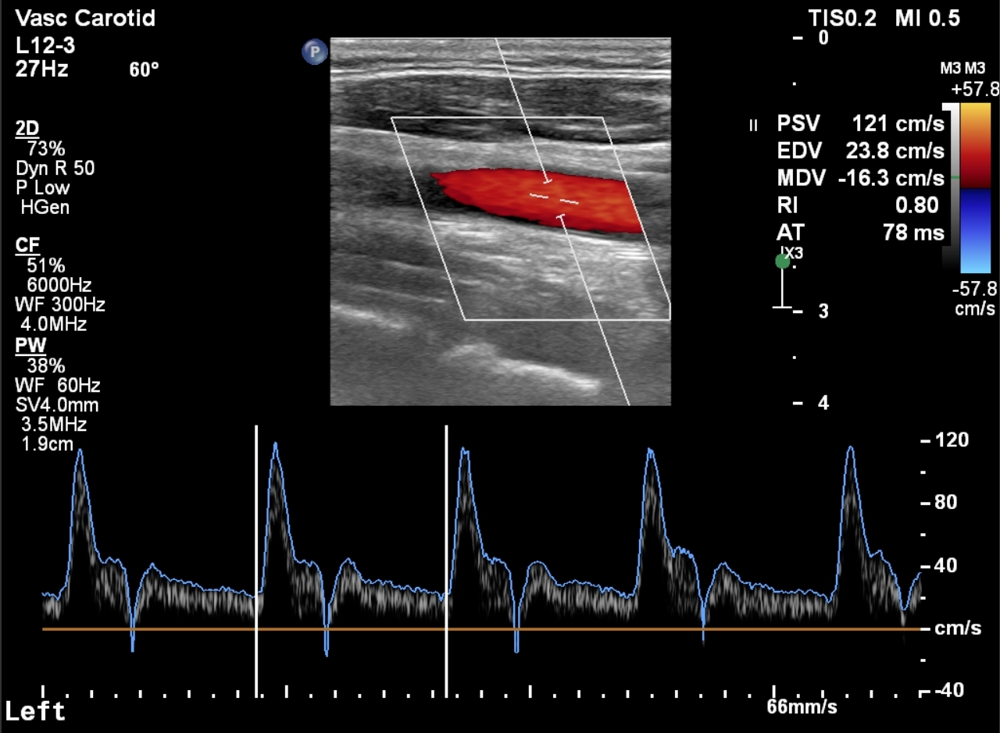 Vasc Carotid
L12-3
27Hz 60°
TIS0.2 MI 0.5
P
0
M3 M3
+57.8
2D
73%
Dyn R 50
P Low
HGen
PSV 121 cm/s
EDV 23.8 cm/s
MDV -16.3 cm/s
RI 0.80
AT 78 ms
X3
CF
51%
6000Hz
WF 300Hz
4.0MHz
-57.8
cm/s
3
PW
38%
WF 60Hz
SV4.0mm
3.5MHz
1.9cm
4
120
80
40
cm/s
-40
66mm/s
Left